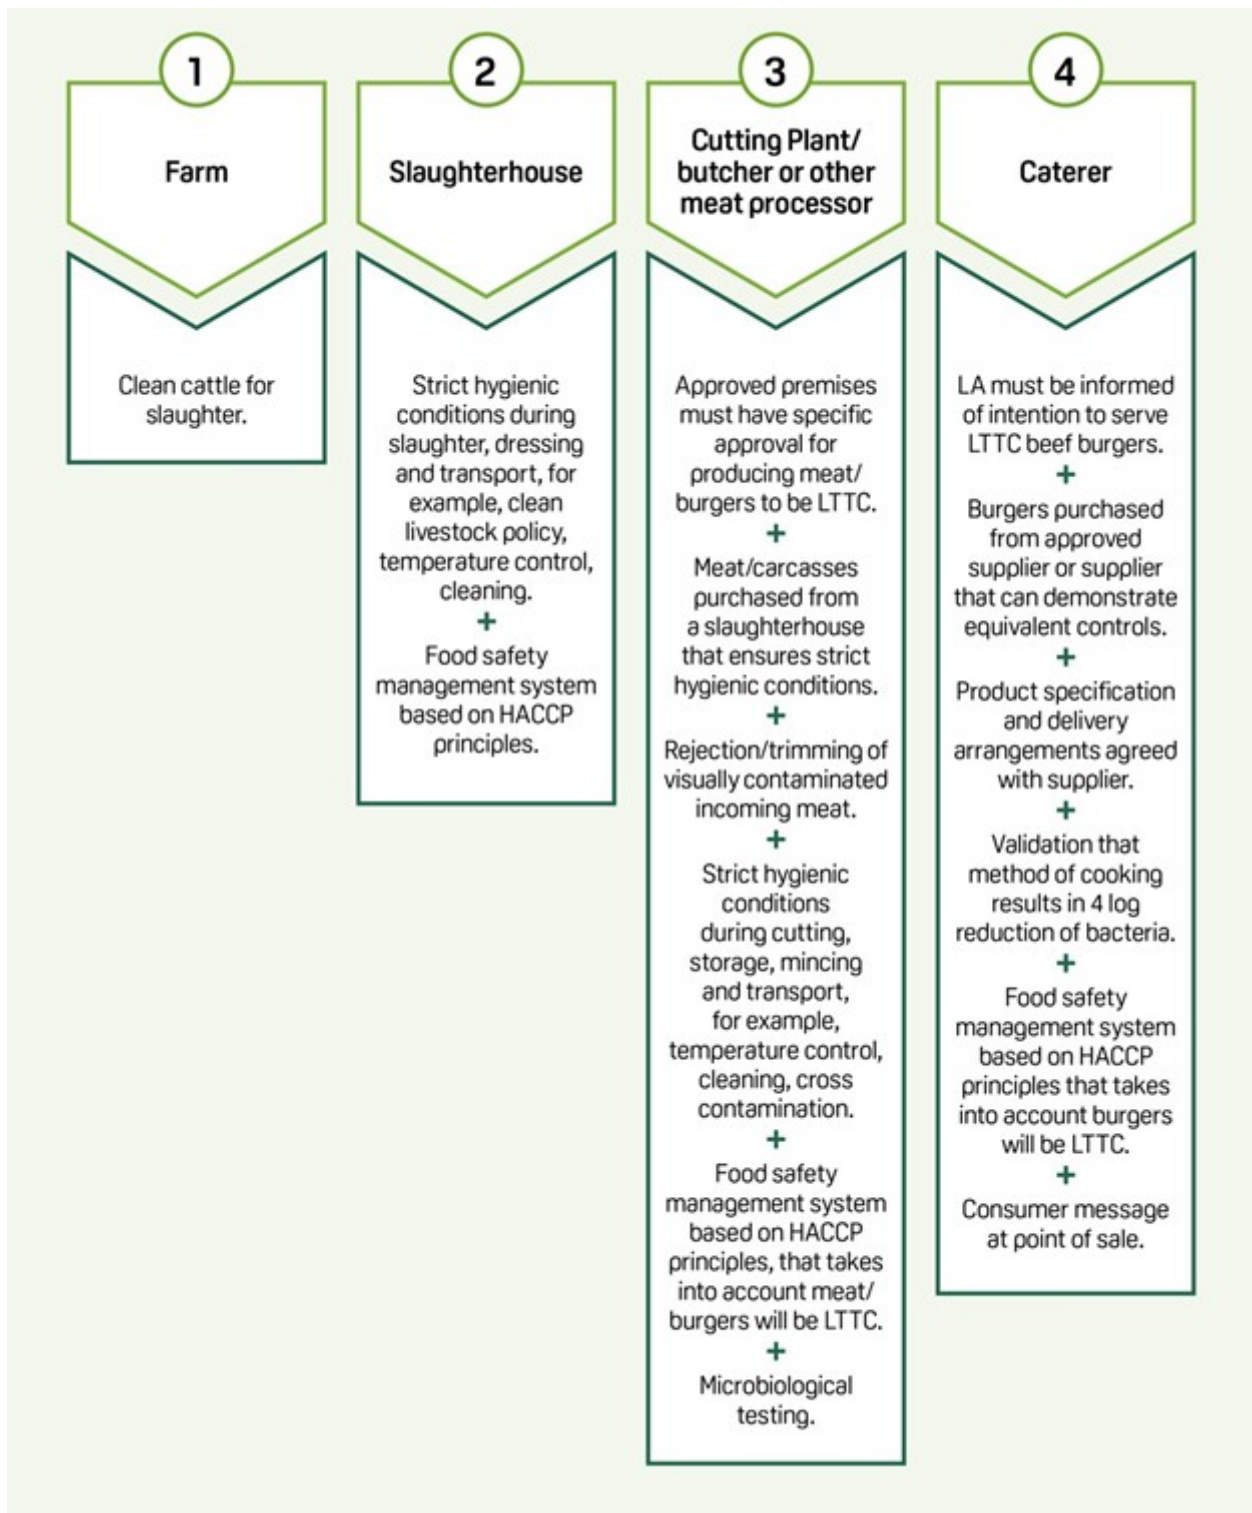 1
Farm
Clean cattle for
slaughter.
2
Slaughterhouse
Strict hygienic
conditions during
slaughter, dressing
and transport, for
example, clean
livestock policy,
temperature control,
cleaning.
+
Food safety
management system
based on HACCP
principles.
3
Cutting Plant/
butcher or other
meat processor
Approved premises
must have specific
approval for
producing meat/
burgers to be LTTC.
+
Meat/carcasses
purchased from
a slaughterhouse
that ensures strict
hygienic conditions.
+
Rejection/trimming of
visually contaminated
incoming meat.
+
Strict hygienic
conditions
during cutting,
storage, mincing
and transport,
for example,
temperature control,
cleaning, cross
contamination.
+
Food safety
management system
based on HACCP
principles, that takes
into account meat/
burgers will be LTTC.
+
Microbiological
testing.
4
Caterer
LA must be informed
of intention to serve
LTTC beef burgers.
+
Burgers purchased
from approved
supplier or supplier
that can demonstrate
equivalent controls.
+
Product specification
and delivery
arrangements agreed
with supplier.
+
Validation that
method of cooking
results in 4 log
reduction of bacteria.
+
Food safety
management system
based on HACCP
principles that takes
into account burgers
will be LTTC.
+
Consumer message
at point of sale.